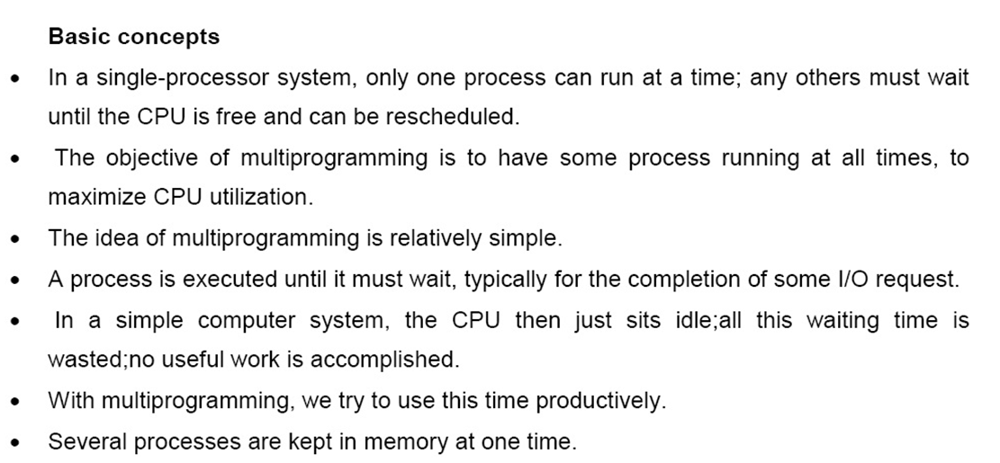 Basic concepts
• In a single-processor system, only one process can run at a time; any others must wait
until the CPU is free and can be rescheduled.
• The objective of multiprogramming is to have some process running at all times, to
maximize CPU utilization.
• The idea of multiprogramming is relatively simple.
• A process is executed until it must wait, typically for the completion of some I/O request.
• In a simple computer system, the CPU then just sits idle;all this waiting time is
wasted;no useful work is accomplished.
• With multiprogramming, we try to use this time productively.
• Several processes are kept in memory at one time.